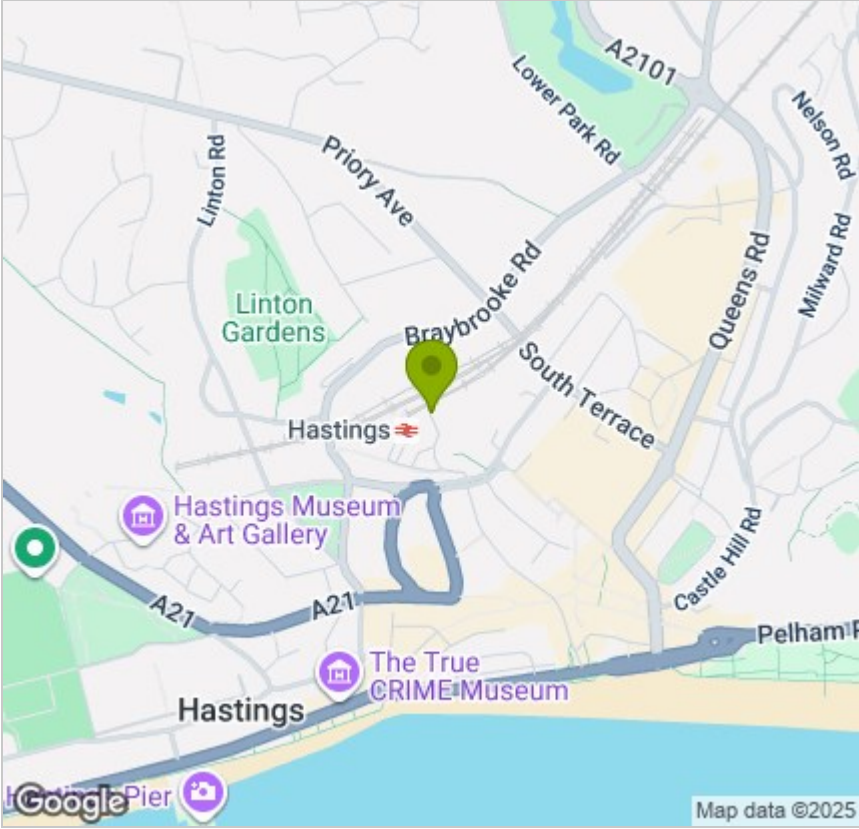 A2101
Lower Park Rd
Nelson Rd
Linton Rd
Priory Ave
Milward Rd
Queens Rd
Braybrooke Rd
Linton
Gardens
South Terrace
Hastings
Hastings Museum
& Art Gallery
Castle Hill Rd
A21
A21
Pelham
The True
CRIME Museum
Hastings
Pier
Google
Map data ©2025